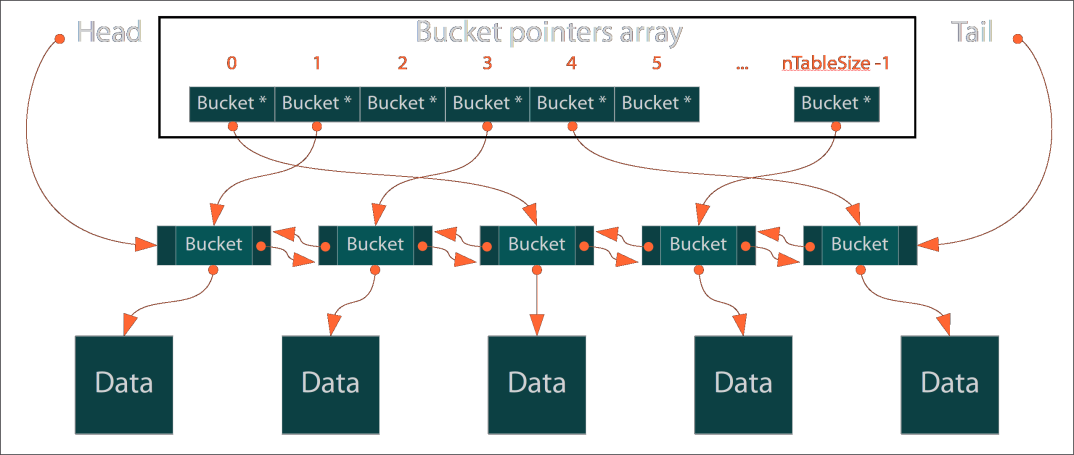 Head Bucket pointers array Tail
0 1 2 3 4 5 ... nTableSize -1
Bucket * Bucket * Bucket * Bucket * Bucket * Bucket * Bucket *
Bucket Bucket Bucket Bucket Bucket
Data Data Data Data Data